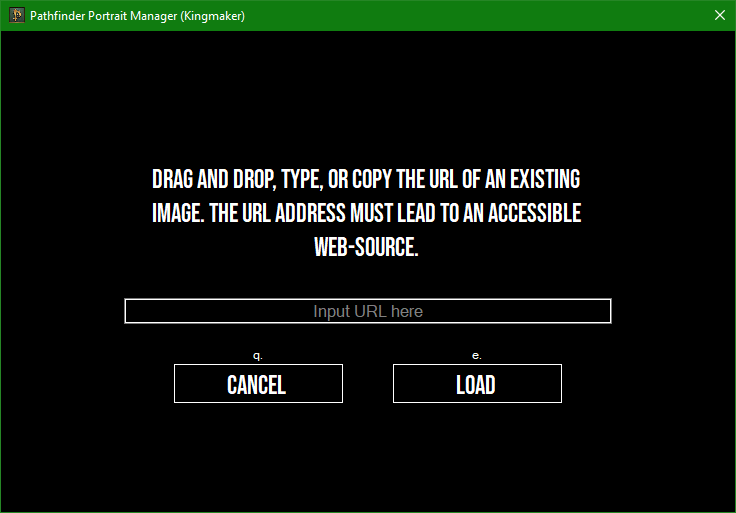 Pathfinder Portrait Manager (Kingmaker)
DRAG AND DROP, TYPE, OR COPY THE URL OF AN EXISTING
IMAGE. THE URL ADDRESS MUST LEAD TO AN ACCESSIBLE
WEB-SOURCE.
Input URL here
q. e.
CANCEL LOAD